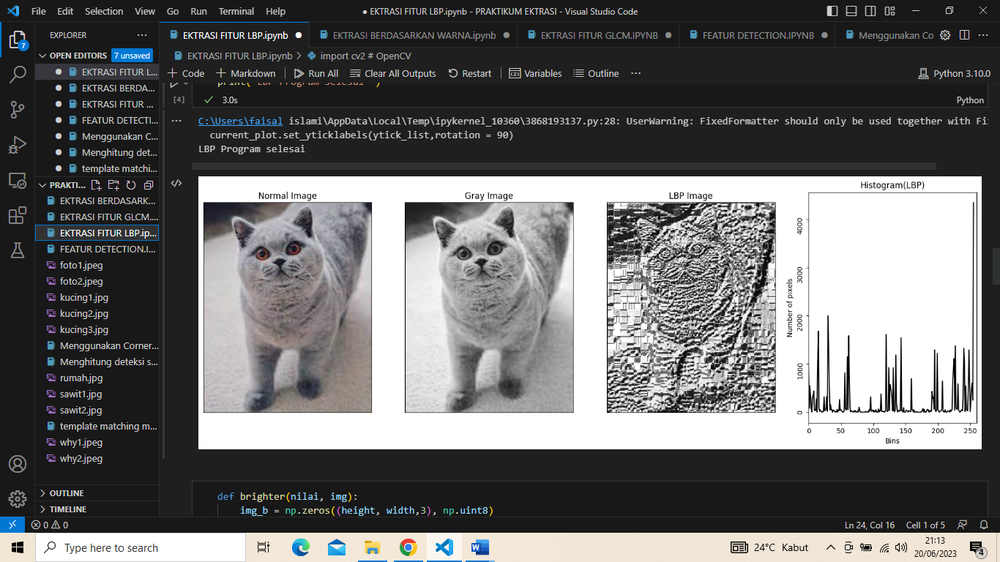 File Edit Selection View Go Run Terminal Help
● EKTRASI FITUR LBP.ipynb - PRAKTIKUM EKTRASI - Visual Studio Code
EXPLORER
EKTRASI FITUR LBP.ipynb
EKTRASI BERDASARKAN WARNA.ipynb
EKTRASI FITUR GLCM.IPYNB
FEATUR DETECTION.IPYNB
Menggunakan Co
7
OPEN EDITORS 7 unsaved
EKTRASI FITUR L...
EKTRASI BERDA...
EKTRASI FITUR ...
FEATUR DETECTI...
Menggunakan C...
Menghitung det...
template matchi...
PRAKTI...
EKTRASI BERDASARK...
EKTRASI FITUR GLCM....
EKTRASI FITUR LBP.ip...
FEATUR DETECTION.I...
foto1.jpeg
foto2.jpeg
kucing1.jpg
kucing2.jpg
kucing3.jpg
Menggunakan Corner...
Menghitung deteksi s...
rumah.jpg
sawit1.jpg
sawit2.jpg
template matching m...
why1.jpeg
why2.jpeg
OUTLINE
TIMELINE
EKTRASI FITUR LBP.ipynb > import cv2 # OpenCV
+ Code + Markdown Run All Clear All Outputs Restart Variables Outline ...
Python 3.10.0
print("LBP Program selesai ")
[4] 3.0s
Python
C:\Users\faisal islami\AppData\Local\Temp\ipykernel_10360\3868193137.py:28: UserWarning: FixedFormatter should only be used together with Fi
current_plot.set_yticklabels(ytick_list,rotation = 90)
LBP Program selesai
Normal Image
Gray Image
LBP Image
Histogram(LBP)
Number of pixels
4000
3000
2000
1000
0
0 50 100 150 200 250
Bins
def brighter(nilai, img):
img_b = np.zeros((height, width,3), np.uint8)
0 0
Ln 24, Col 16 Cell 1 of 5
Type here to search
24°C Kabut
21:13
20/06/2023
4